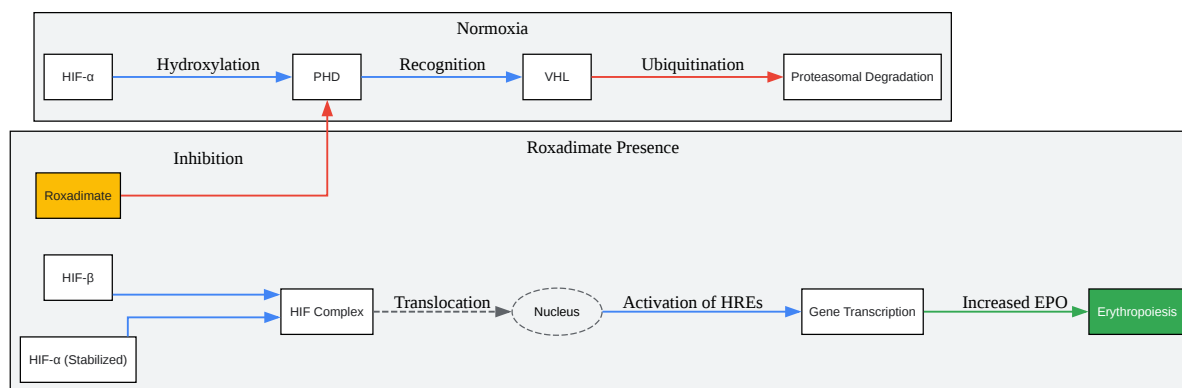 Normoxia
HIF-α
Hydroxylation
PHD
Recognition
VHL
Ubiquitination
Proteasomal Degradation
Roxadimate Presence
Inhibition
Roxadimate
HIF-β
HIF-α (Stabilized)
HIF Complex
Translocation
Nucleus
Activation of HREs
Gene Transcription
Increased EPO
Erythropoiesis